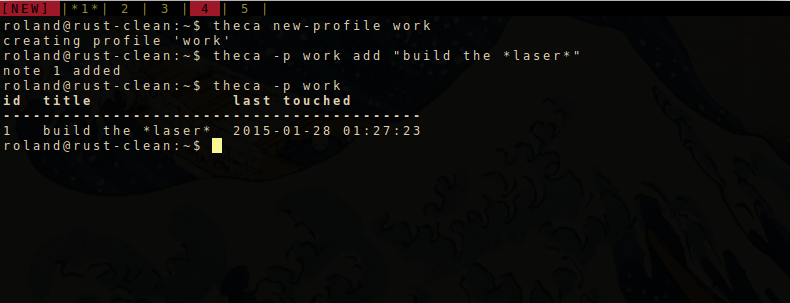 [NEW] |*1*| 2 | 3 | 4 | 5 |
roland@rust-clean:~$ theca new-profile work
creating profile 'work'
roland@rust-clean:~$ theca -p work add "build the *laser*"
note 1 added
roland@rust-clean:~$ theca -p work
id  title              last touched
------------------------------------------
1   build the *laser*  2015-01-28 01:27:23
roland@rust-clean:~$